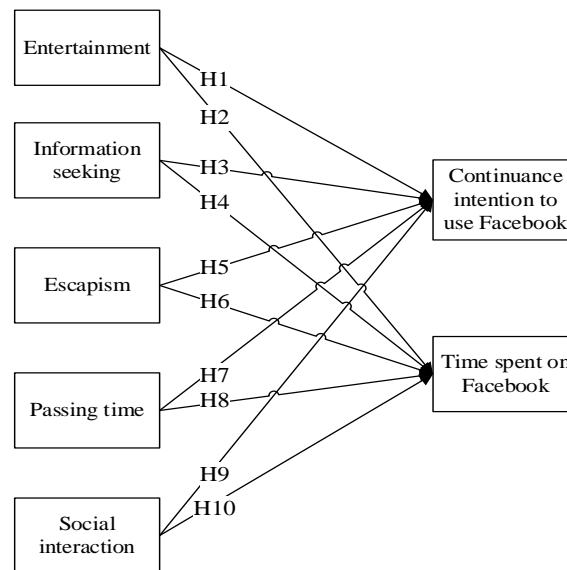 Entertainment
H1
H2
Information
seeking
H3
H4
Continuance
intention to
use Facebook
Escapism
H5
H6
Time spent on
Facebook
Passing time
H7
H8
Social
interaction
H9
H10